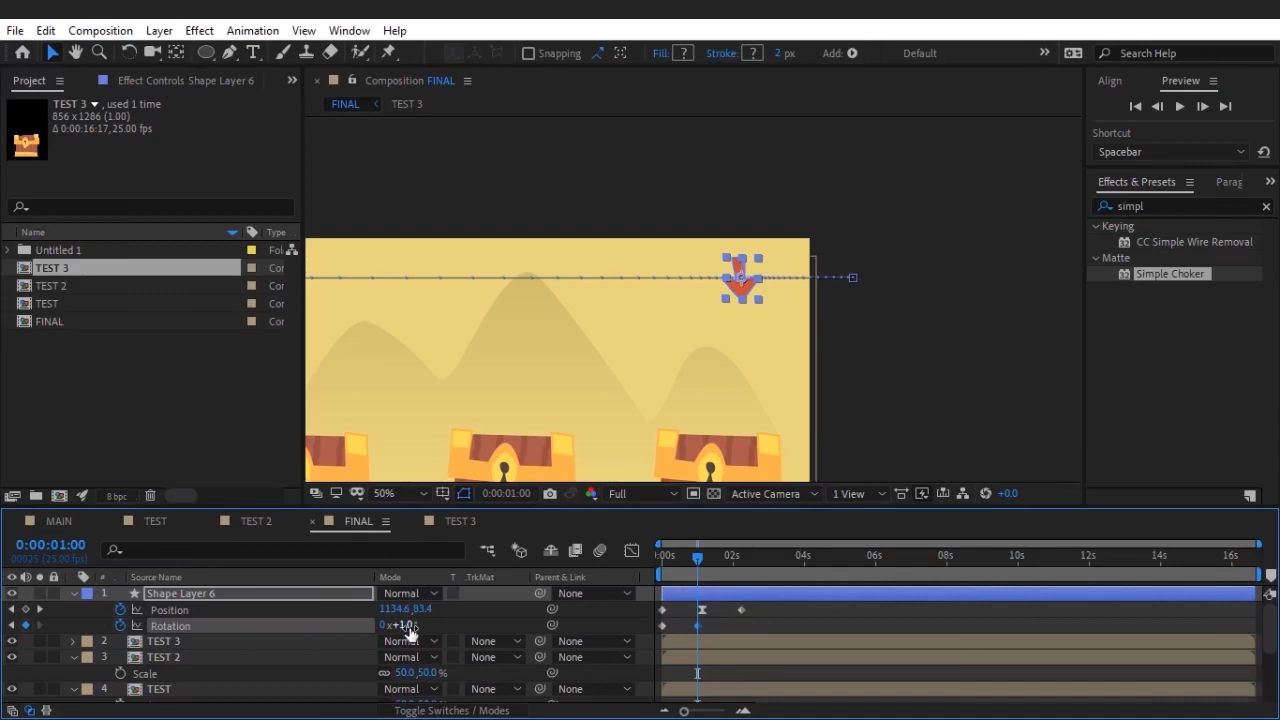 File Edit Composition Layer Effect Animation View Window Help
Snapping Fill: ? Stroke: ? 2 px Add: Default Search Help
Project Effect Controls Shape Layer 6 Composition FINAL Align Preview
TEST 3 , used 1 time
856 x 1286 (1.00)
Δ 0:00:16:17, 25.00 fps
FINAL TEST 3
Shortcut
Spacebar
Effects & Presets Parag
simpl
Name Type
Keying
CC Simple Wire Removal
Matte
Simple Choker
Untitled 1 Fol
TEST 3 Cor
TEST 2 Cor
TEST Cor
FINAL Cor
8 bpc 50% 0:00:01:00 Full Active Camera 1 View +0.0
MAIN TEST TEST 2 FINAL TEST 3
0:00:01:00
00025 (25.00 fps)
:00s 02s 04s 06s 08s 10s 12s 14s 16s
# Source Name Mode T .TrkMat Parent & Link
1 Shape Layer 6 Normal None
Position 1134.6,83.4
Rotation 0 x+1.0°
2 TEST 3 Normal None None
3 TEST 2 Normal None None
Scale 50.0,50.0 %
4 TEST Normal None None
Toggle Switches / Modes